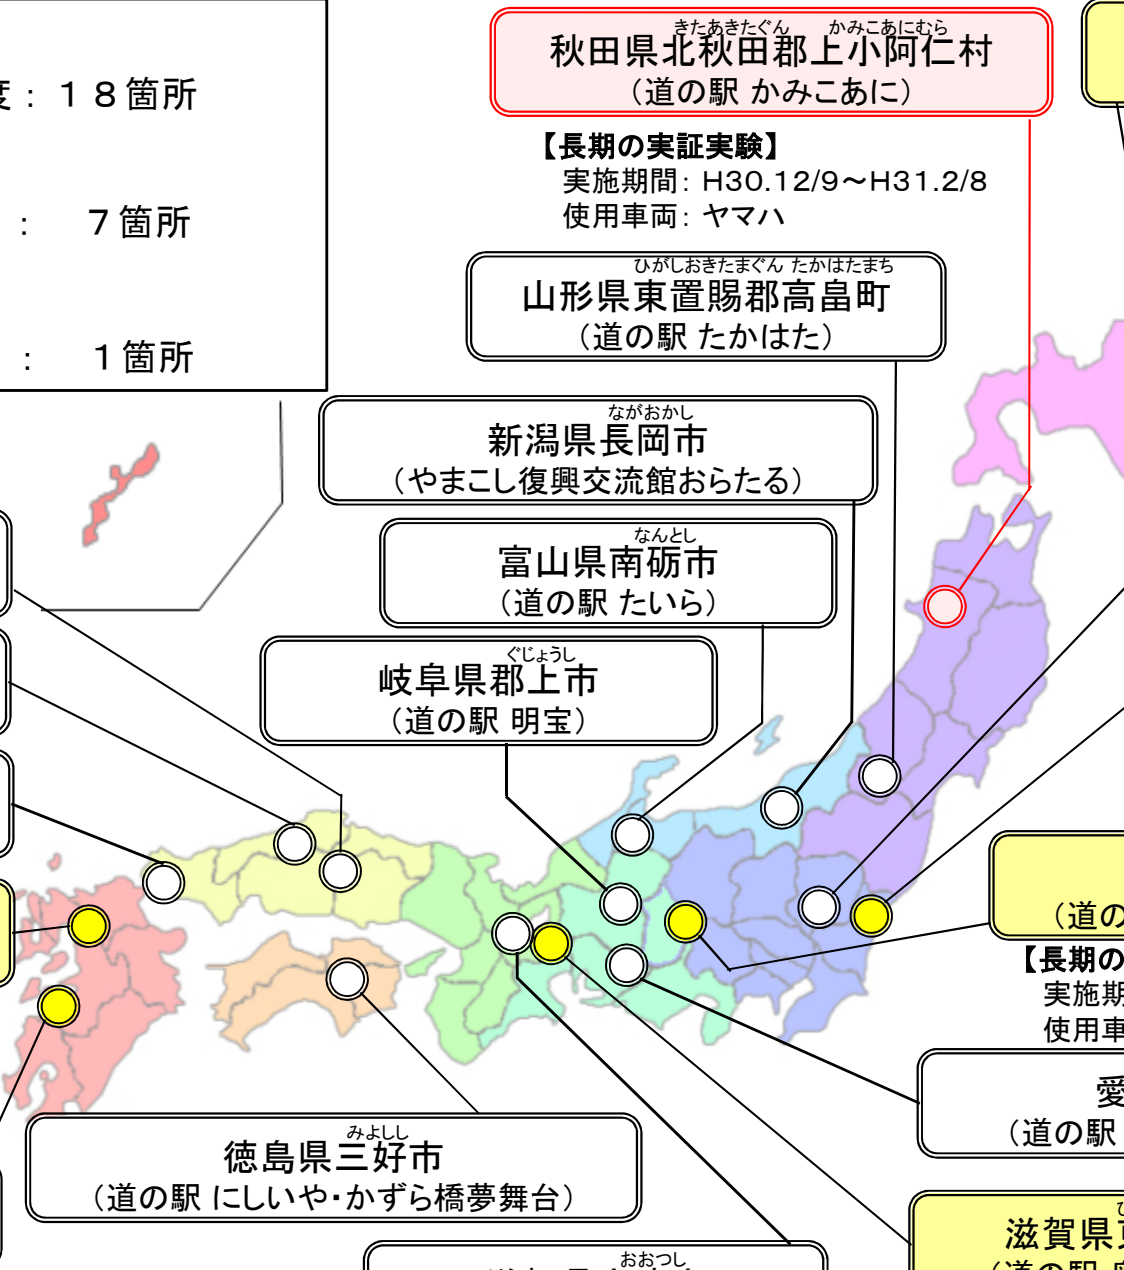 度：１８箇所
：　７箇所
：　１箇所
きたあきたぐん　かみこあにむら
秋田県北秋田郡上小阿仁村
（道の駅 かみこあに）
【長期の実証実験】
実施期間：H30.12/9～H31.2/8
使用車両：ヤマハ
ひがしおきたまぐん たかはたまち
山形県東置賜郡高畠町
（道の駅 たかはた）
ながおかし
新潟県長岡市
（やまこし復興交流館おらたる）
なんとし
富山県南砺市
（道の駅 たいら）
ぐじょうし
岐阜県郡上市
（道の駅 明宝）
（道の
【長期の
実施期
使用車
愛
（道の駅
みよしし
徳島県三好市
（道の駅 にしいや・かずら橋夢舞台）
滋賀県
おおつし